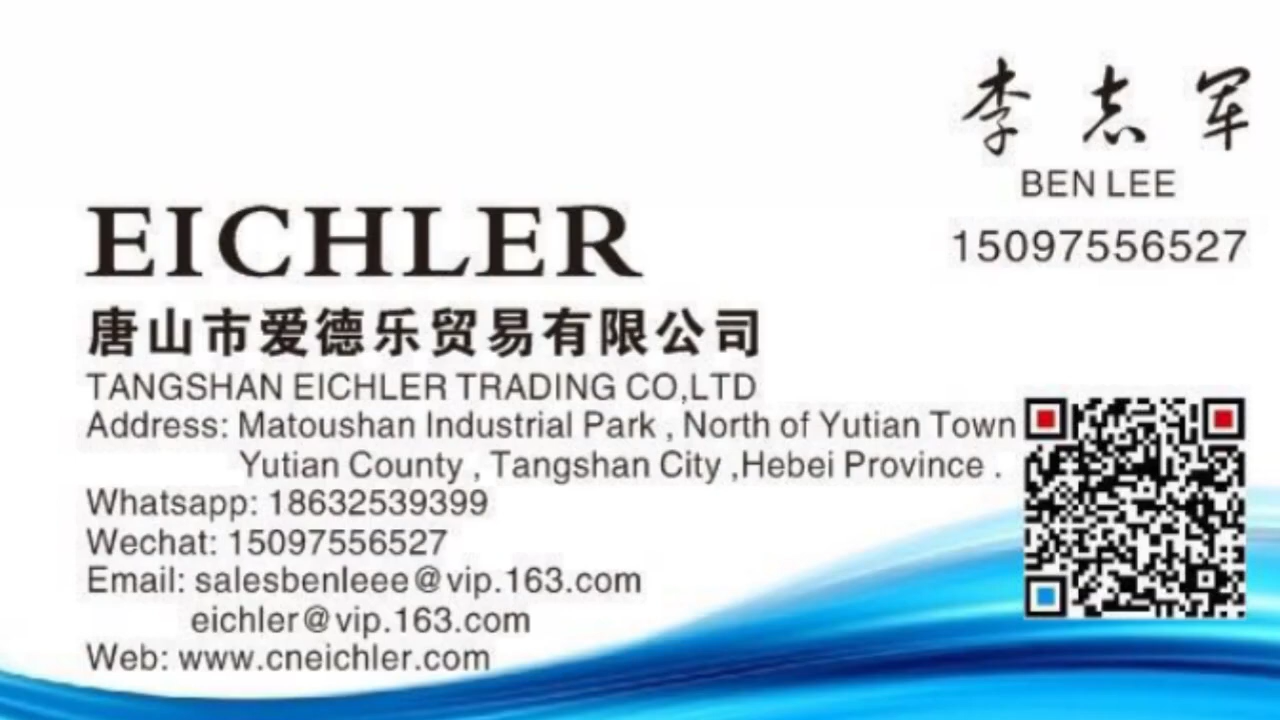 李志军
BEN LEE
15097556527
EICHLER
唐山市爱德乐贸易有限公司
TANGSHAN EICHLER TRADING CO,LTD
Address: Matoushan Industrial Park , North of Yutian Town
Yutian County , Tangshan City ,Hebei Province .
Whatsapp: 18632539399
Wechat: 15097556527
Email: salesbenleee@vip.163.com
eichler@vip.163.com
Web: www.cneichler.com